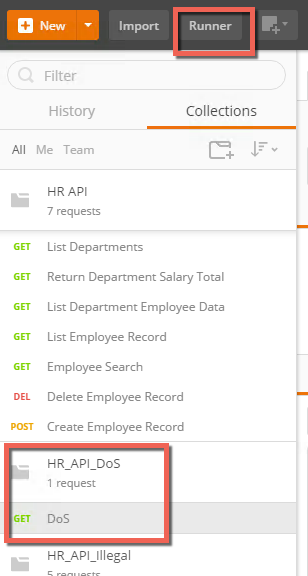 New Import Runner
Filter
History Collections
All Me Team
HR API
7 requests
GET List Departments
GET Return Department Salary Total
GET List Department Employee Data
GET List Employee Record
GET Employee Search
DEL Delete Employee Record
POST Create Employee Record
HR_API_DoS
1 request
GET DoS
HR_API_Illegal
5 requests